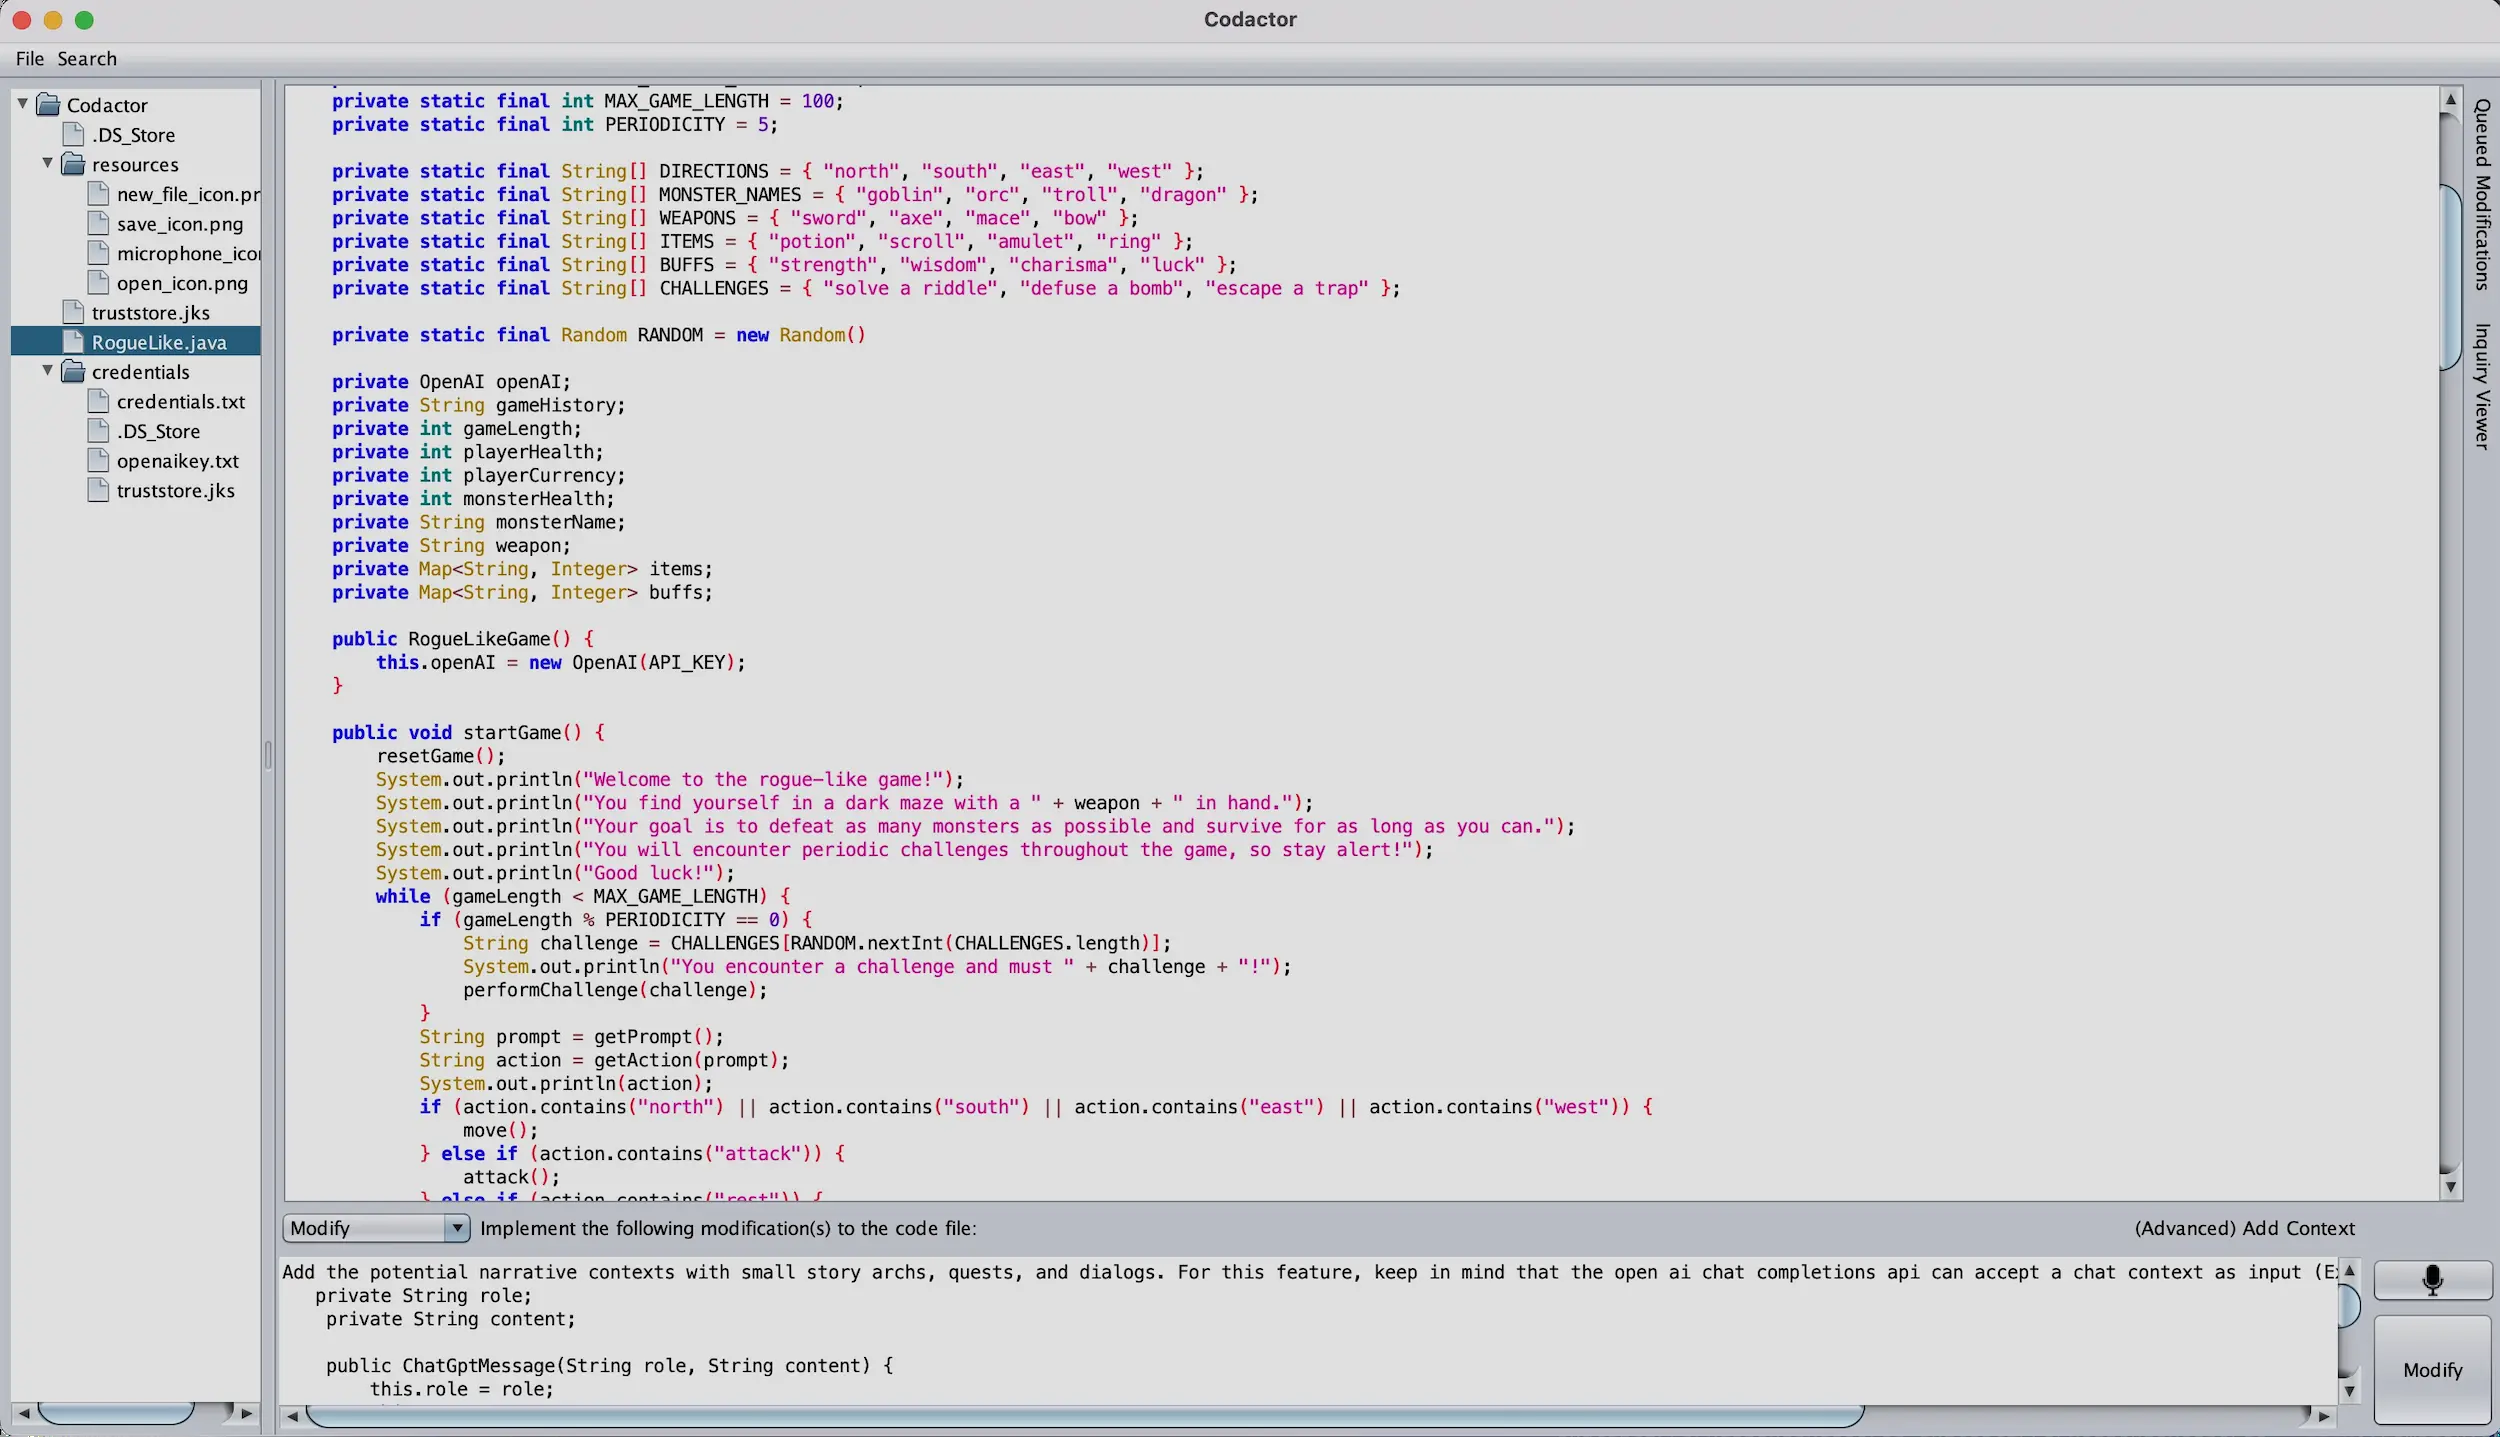 Codactor
File Search
Codactor
.DS_Store
resources
new_file_icon.pr
save_icon.png
microphone_ico
open_icon.png
truststore.jks
RogueLike.java
credentials
credentials.txt
.DS_Store
openaikey.txt
truststore.jks
private static final int MAX_GAME_LENGTH = 100;
private static final int PERIODICITY = 5;
private static final String[] DIRECTIONS = { "north", "south", "east", "west" };
private static final String[] MONSTER_NAMES = { "goblin", "orc", "troll", "dragon" };
private static final String[] WEAPONS = { "sword", "axe", "mace", "bow" };
private static final String[] ITEMS = { "potion", "scroll", "amulet", "ring" };
private static final String[] BUFFS = { "strength", "wisdom", "charisma", "luck" };
private static final String[] CHALLENGES = { "solve a riddle", "defuse a bomb", "escape a trap" };
private static final Random RANDOM = new Random()
private OpenAI openAI;
private String gameHistory;
private int gameLength;
private int playerHealth;
private int playerCurrency;
private int monsterHealth;
private String monsterName;
private String weapon;
private Map<String, Integer> items;
private Map<String, Integer> buffs;
public RogueLikeGame() {
this.openAI = new OpenAI(API_KEY);
}
public void startGame() {
resetGame();
System.out.println("Welcome to the rogue-like game!");
System.out.println("You find yourself in a dark maze with a " + weapon + " in hand.");
System.out.println("Your goal is to defeat as many monsters as possible and survive for as long as you can.");
System.out.println("You will encounter periodic challenges throughout the game, so stay alert!");
System.out.println("Good luck!");
while (gameLength < MAX_GAME_LENGTH) {
if (gameLength % PERIODICITY == 0) {
String challenge = CHALLENGES[RANDOM.nextInt(CHALLENGES.length)];
System.out.println("You encounter a challenge and must " + challenge + "!");
performChallenge(challenge);
}
String prompt = getPrompt();
String action = getAction(prompt);
System.out.println(action);
if (action.contains("north") || action.contains("south") || action.contains("east") || action.contains("west")) {
move();
} else if (action.contains("attack")) {
attack();
} else if (action.contains("rest")) {
Queued Modifications
Inquiry Viewer
Modify Implement the following modification(s) to the code file: (Advanced) Add Context
Add the potential narrative contexts with small story archs, quests, and dialogs. For this feature, keep in mind that the open ai chat completions api can accept a chat context as input (E
private String role;
private String content;
public ChatGptMessage(String role, String content) {
this.role = role;
Modify